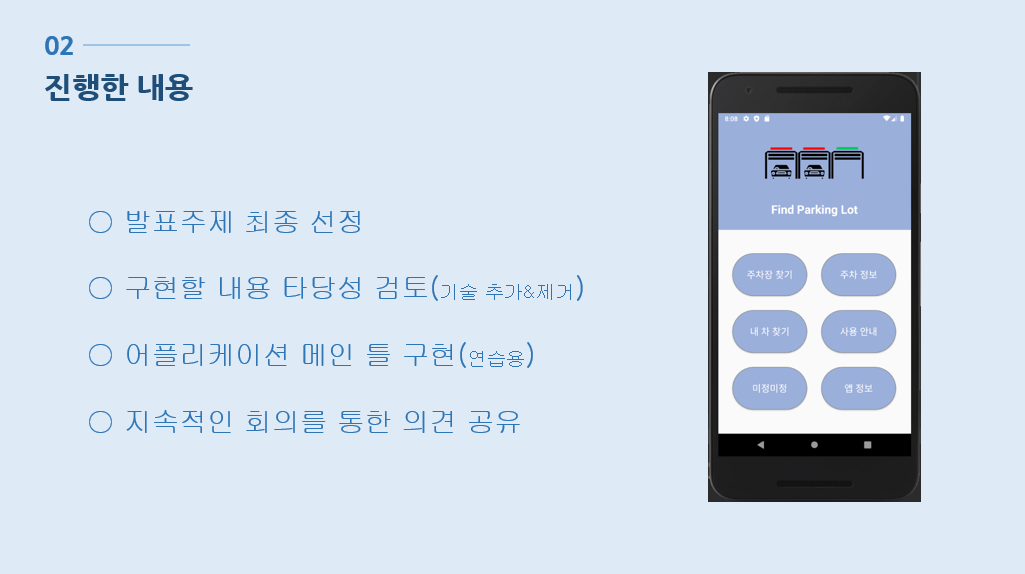 02
진행한 내용
○ 발표주제 최종 선정
○ 구현할 내용 타당성 검토(기술 추가&제거)
○ 어플리케이션 메인 틀 구현(연습용)
○ 지속적인 회의를 통한 의견 공유
8:08
Find Parking Lot
주차장 찾기 주차 정보
내 차 찾기 사용 안내
미정미정 앱 정보